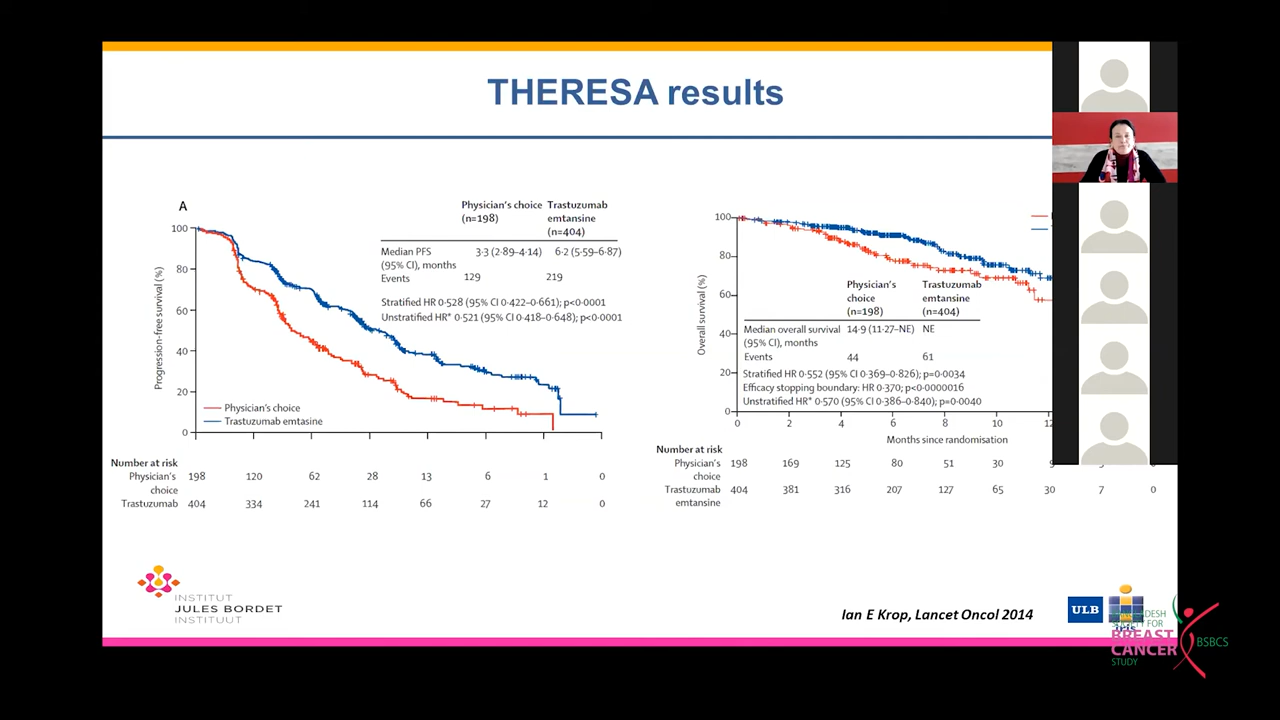 THERESA results
A
Physician's choice Trastuzumab
(n=198) emtansine
(n=404)
Median PFS 3·3 (2·89–4·14) 6·2 (5·59–6·87)
(95% CI), months
Events 129 219
Stratified HR 0·528 (95% CI 0·422–0·661); p<0·0001
Unstratified HR* 0·521 (95% CI 0·418–0·648); p<0·0001
Progression-free survival (%)
100
80
60
40
20
0
Physician's choice
Trastuzumab emtasine
Number at risk
Physician's choice 198 120 62 28 13 6 1 0
Trastuzumab 404 334 241 114 66 27 12 0
Overall survival (%)
100
80
60
40
20
0
Physician's Trastuzumab
choice emtansine
(n=198) (n=404)
Median overall survival 14·9 (11·27–NE) NE
(95% CI), months
Events 44 61
Stratified HR 0·552 (95% CI 0·369–0·826); p=0·0034
Efficacy stopping boundary: HR 0·370; p<0·0000016
Unstratified HR* 0·570 (95% CI 0·386–0·840); p=0·0040
0 2 4 6 8 10 12
Months since randomisation
Number at risk
Physician's choice 198 169 125 80 51 30
Trastuzumab emtansine 404 381 316 207 127 65 30 7 0
INSTITUT
JULES BORDET
INSTITUUT
Ian E Krop, Lancet Oncol 2014
ULB
iris
SOCIETY FOR
BREAST
CANCER
STUDY
BSBCS